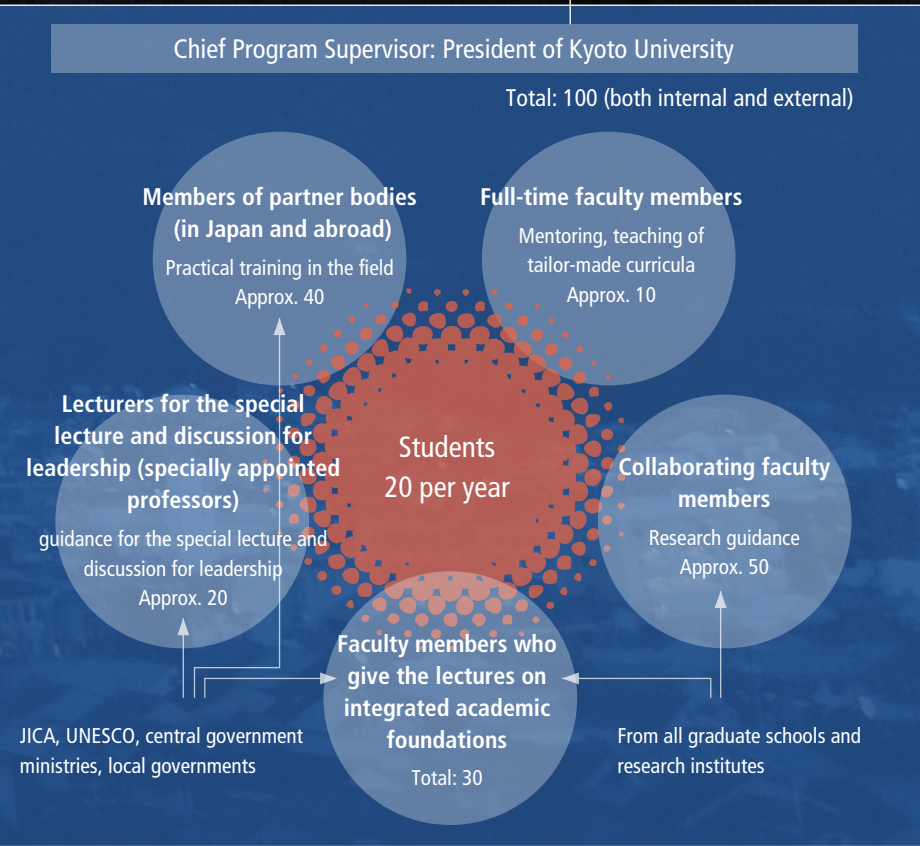 Chief Program Supervisor: President of Kyoto University
Total: 100 (both internal and external)
Members of partner bodies
(in Japan and abroad)
Practical training in the field
Approx. 40
Full-time faculty members
Mentoring, teaching of
tailor-made curricula
Approx. 10
Lecturers for the special
lecture and discussion for
leadership (specially appointed
professors)
guidance for the special lecture and
discussion for leadership
Approx. 20
Students
20 per year
Collaborating faculty
members
Research guidance
Approx. 50
Faculty members who
give the lectures on
integrated academic
foundations
Total: 30
JICA, UNESCO, central government
ministries, local governments
From all graduate schools and
research institutes